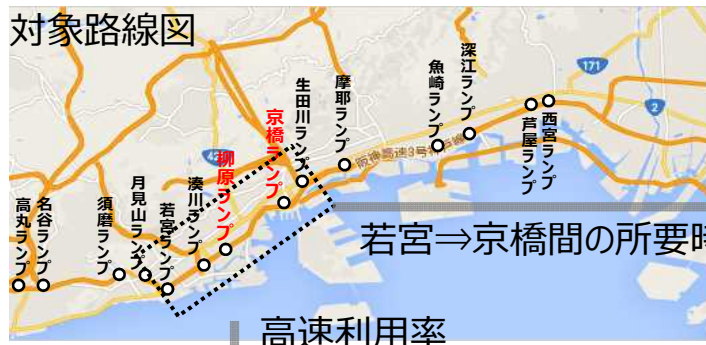 対象路線図
高丸ランプ
名谷ランプ
須磨ランプ
月見山ランプ
若宮ランプ
湊川ランプ
柳原ランプ
京橋ランプ
生田川ランプ
摩耶ランプ
魚崎ランプ
深江ランプ
芦屋ランプ
西宮ランプ
171
2
阪神高速3号神戸線
若宮⇒京橋間の所要時
高速利用率